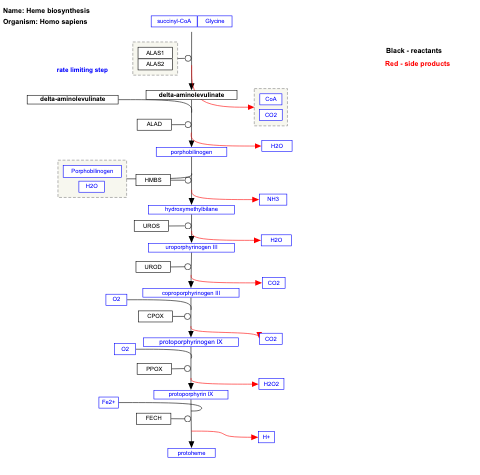 Name: Heme biosynthesis
Organism: Homo sapiens
succinyl-CoA Glycine
ALAS1
ALAS2
Black - reactants
Red - side products
rate limiting step
delta-aminolevulinate
delta-aminolevulinate
CoA
CO2
ALAD
H2O
porphobilinogen
Porphobilinogen
H2O
HMBS
NH3
hydroxymethylbilane
UROS
H2O
uroporphyrinogen III
UROD
CO2
coproporphyrinogen III
O2
CPOX
CO2
protoporphyrinogen IX
O2
PPOX
H2O2
protoporphyrin IX
Fe2+
FECH
H+
protoheme